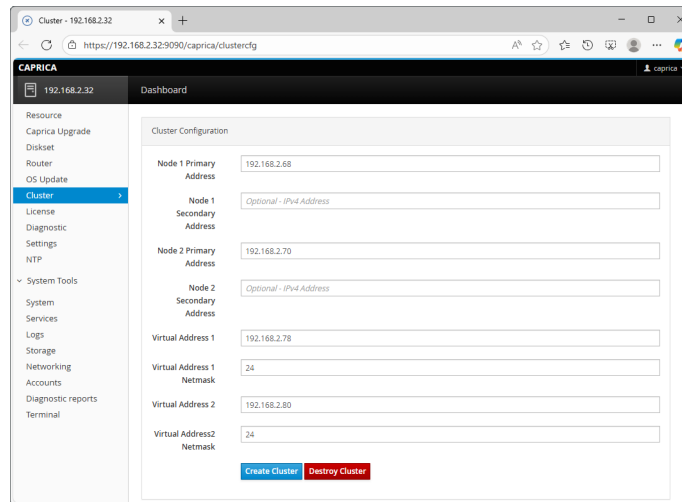 Cluster - 192.168.2.32
https://192.168.2.32:9090/caprica/clustercfg
CAPRICA
caprica
192.168.2.32
Dashboard
Resource
Caprica Upgrade
Diskset
Router
OS Update
Cluster
License
Diagnostic
Settings
NTP
System Tools
System
Services
Logs
Storage
Networking
Accounts
Diagnostic reports
Terminal
Cluster Configuration
Node 1 Primary
Address
192.168.2.68
Node 1
Secondary
Address
Optional - IPv4 Address
Node 2 Primary
Address
192.168.2.70
Node 2
Secondary
Address
Optional - IPv4 Address
Virtual Address 1
192.168.2.78
Virtual Address 1
Netmask
24
Virtual Address 2
192.168.2.80
Virtual Address2
Netmask
24
Create Cluster
Destroy Cluster